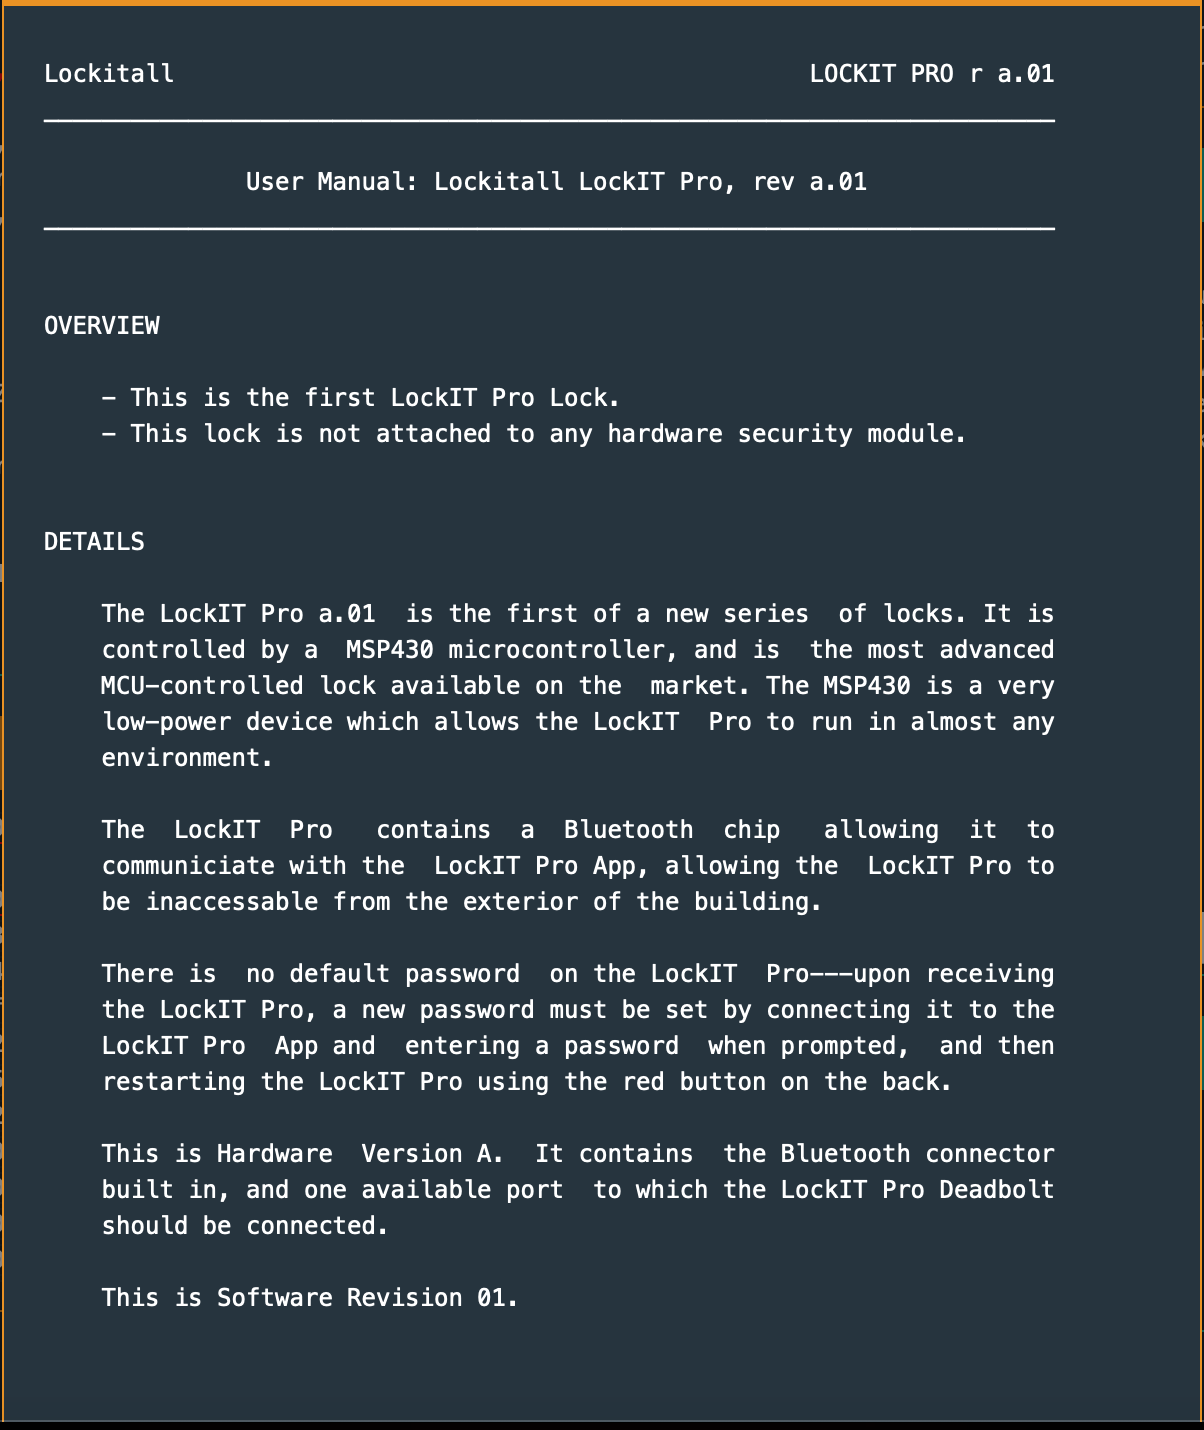 Lockitall LOCKIT PRO r a.01
User Manual: Lockitall LockIT Pro, rev a.01
OVERVIEW
- This is the first LockIT Pro Lock.
- This lock is not attached to any hardware security module.
DETAILS
The LockIT Pro a.01  is the first of a new series  of locks. It is
controlled by a  MSP430 microcontroller, and is  the most advanced
MCU-controlled lock available on the  market. The MSP430 is a very
low-power device which allows the LockIT  Pro to run in almost any
environment.
The  LockIT  Pro   contains  a  Bluetooth  chip   allowing  it  to
communiciate with the  LockIT Pro App, allowing the  LockIT Pro to
be inaccessable from the exterior of the building.
There is  no default password  on the LockIT  Pro---upon receiving
the LockIT Pro, a new password must be set by connecting it to the
LockIT Pro  App and  entering a password  when prompted,  and then
restarting the LockIT Pro using the red button on the back.
This is Hardware  Version A.  It contains  the Bluetooth connector
built in, and one available port  to which the LockIT Pro Deadbolt
should be connected.
This is Software Revision 01.